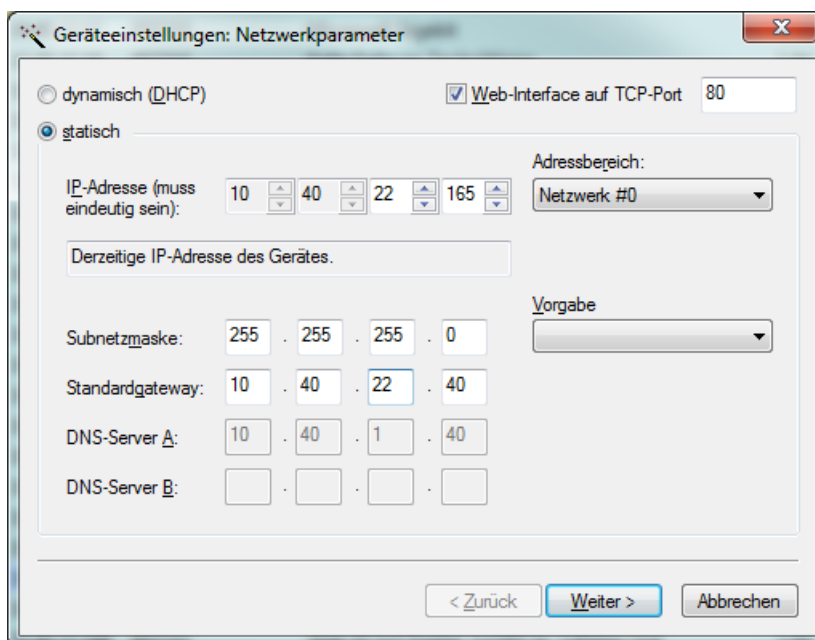 Geräteeinstellungen: Netzwerkparameter
dynamisch (DHCP)
Web-Interface auf TCP-Port 80
statisch
Adressbereich:
IP-Adresse (muss
eindeutig sein):
10 40 22 165
Netzwerk #0
Derzeitige IP-Adresse des Gerätes.
Vorgabe
Subnetzmaske: 255 . 255 . 255 . 0
Standardgateway: 10 . 40 . 22 . 40
DNS-Server A: 10 . 40 . 1 . 40
DNS-Server B: . . .
< Zurück
Weiter >
Abbrechen